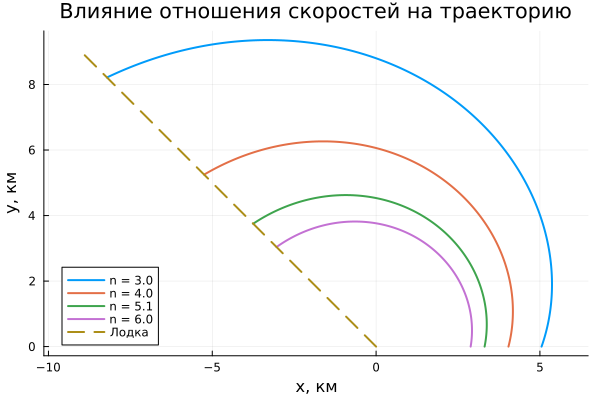 Влияние отношения скоростей на траекторию
y, км
8
6
4
2
0
n = 3.0
n = 4.0
n = 5.1
n = 6.0
Лодка
−10
−5
0
5
x, км